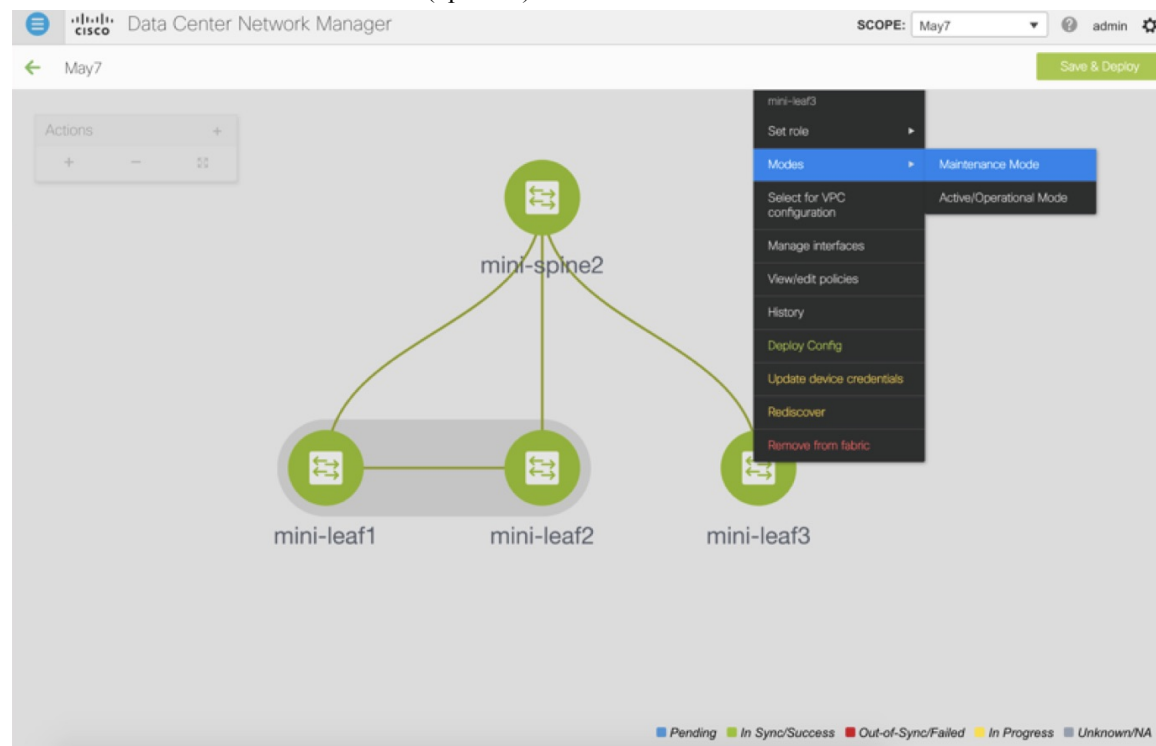 cisco Data Center Network Manager SCOPE: May7 admin
May7 Save & Deploy
Actions +
+ −
mini-leaf3
Set role
Modes
Maintenance Mode
Active/Operational Mode
Select for VPC
configuration
Manage interfaces
View/edit policies
History
Deploy Config
Update device credentials
Rediscover
Remove from fabric
mini-spine2
mini-leaf1 mini-leaf2 mini-leaf3
Pending In Sync/Success Out-of-Sync/Failed In Progress Unknown/NA